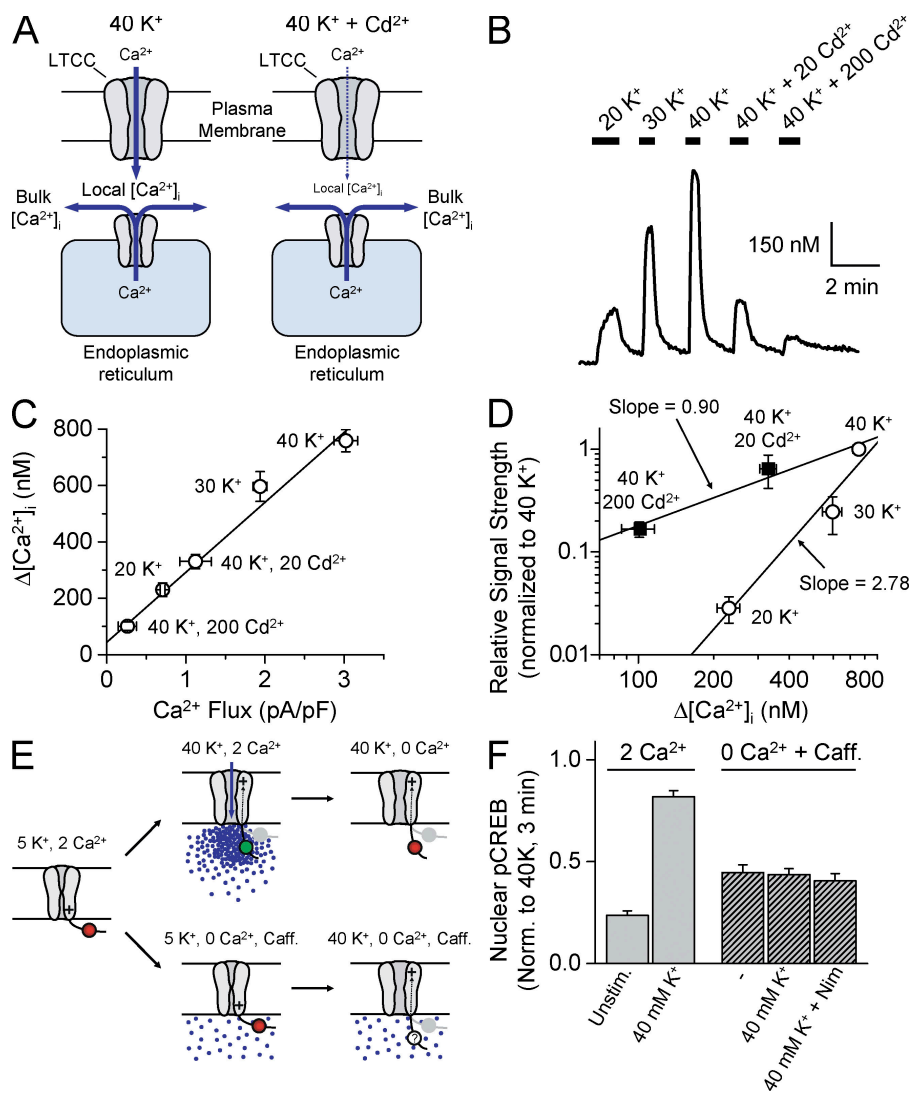 A
40 K⁺
40 K⁺ + Cd²⁺
LTCC
Ca²⁺
LTCC
Ca²⁺
Plasma
Membrane
Local [Ca²⁺]ᵢ
Local [Ca²⁺]ᵢ
Bulk
[Ca²⁺]ᵢ
Bulk
[Ca²⁺]ᵢ
Ca²⁺
Ca²⁺
Endoplasmic
reticulum
Endoplasmic
reticulum
B
20 K⁺
30 K⁺
40 K⁺
40 K⁺ + 20 Cd²⁺
40 K⁺ + 200 Cd²⁺
150 nM
2 min
C
Δ[Ca²⁺]ᵢ (nM)
800
600
400
200
0
40 K⁺
30 K⁺
20 K⁺
40 K⁺, 20 Cd²⁺
40 K⁺, 200 Cd²⁺
0
1
2
3
Ca²⁺ Flux (pA/pF)
D
Relative Signal Strength
(normalized to 40 K⁺)
1
0.1
0.01
Slope = 0.90
40 K⁺
20 Cd²⁺
40 K⁺
40 K⁺
200 Cd²⁺
30 K⁺
Slope = 2.78
20 K⁺
100
200
400
800
Δ[Ca²⁺]ᵢ (nM)
E
40 K⁺, 2 Ca²⁺
40 K⁺, 0 Ca²⁺
+
+
5 K⁺, 2 Ca²⁺
+
5 K⁺, 0 Ca²⁺, Caff.
40 K⁺, 0 Ca²⁺, Caff.
+
+
?
F
Nuclear pCREB
(Norm. to 40K, 3 min)
1.0
0.5
0.0
2 Ca²⁺
0 Ca²⁺ + Caff.
Unstim.
40 mM K⁺
-
40 mM K⁺
40 mM K⁺ + Nim